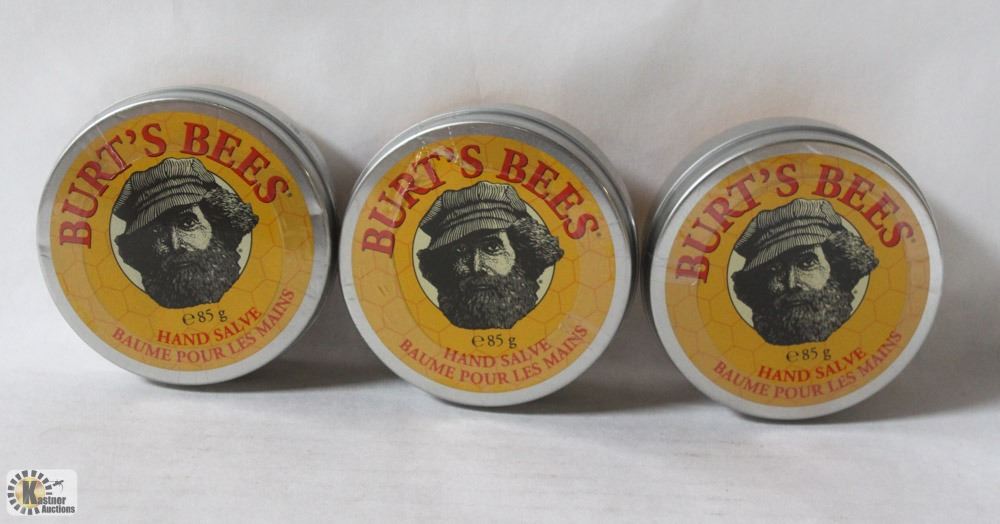 BURT'S BEES®
℮85 g
HAND SALVE
BAUME POUR LES MAINS
BURT'S BEES®
℮85 g
HAND SALVE
BAUME POUR LES MAINS
BURT'S BEES®
℮85 g
HAND SALVE
BAUME POUR LES MAINS
Kastner
Auctions